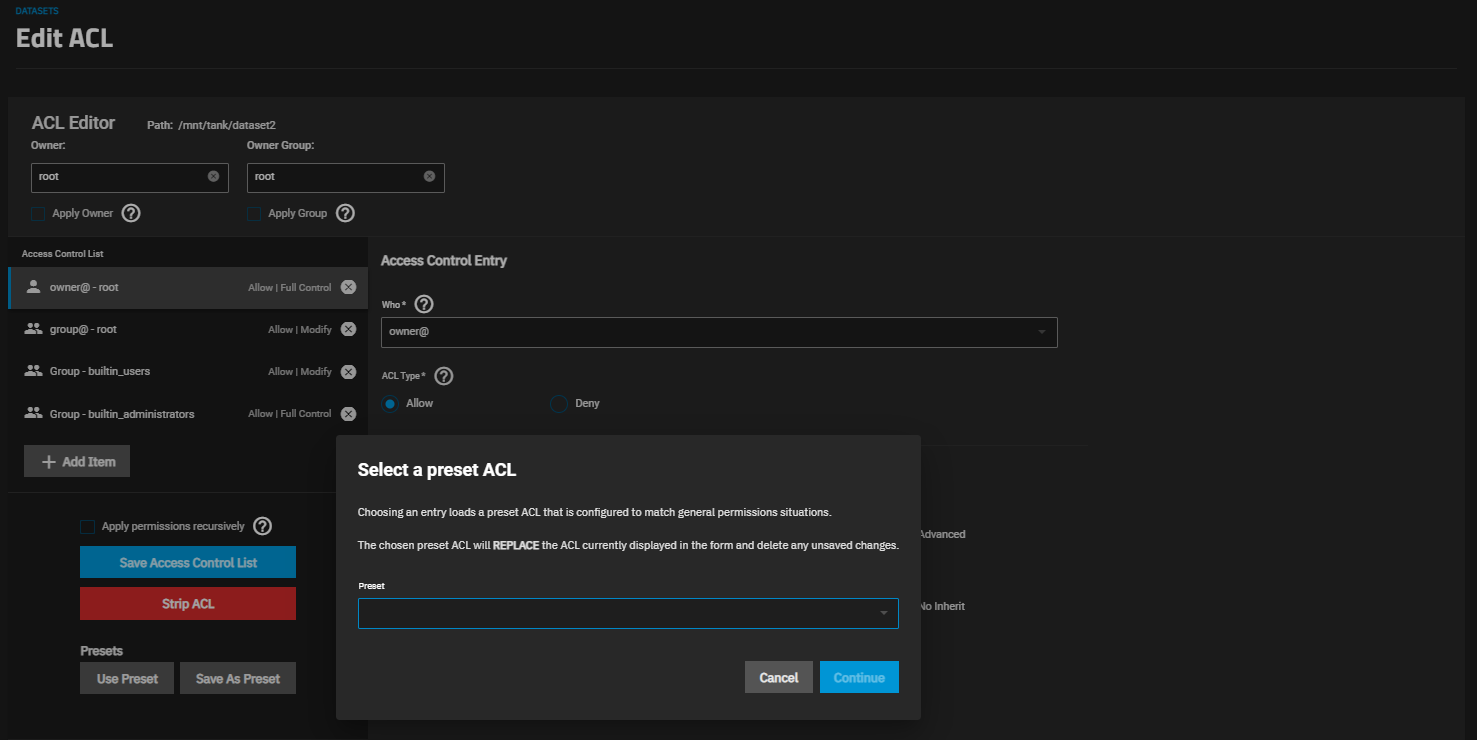 DATASETS
Edit ACL
ACL Editor Path: /mnt/tank/dataset2
Owner: Owner Group:
root root
Apply Owner Apply Group
Access Control List
owner@ - root Allow | Full Control
group@ - root Allow | Modify
Group - builtin_users Allow | Modify
Group - builtin_administrators Allow | Full Control
+ Add Item
Apply permissions recursively
Save Access Control List
Strip ACL
Presets
Use Preset Save As Preset
Access Control Entry
Who *
owner@
ACL Type *
Allow Deny
Advanced
No Inherit
Select a preset ACL
Choosing an entry loads a preset ACL that is configured to match general permissions situations.
The chosen preset ACL will REPLACE the ACL currently displayed in the form and delete any unsaved changes.
Preset
Cancel Continue